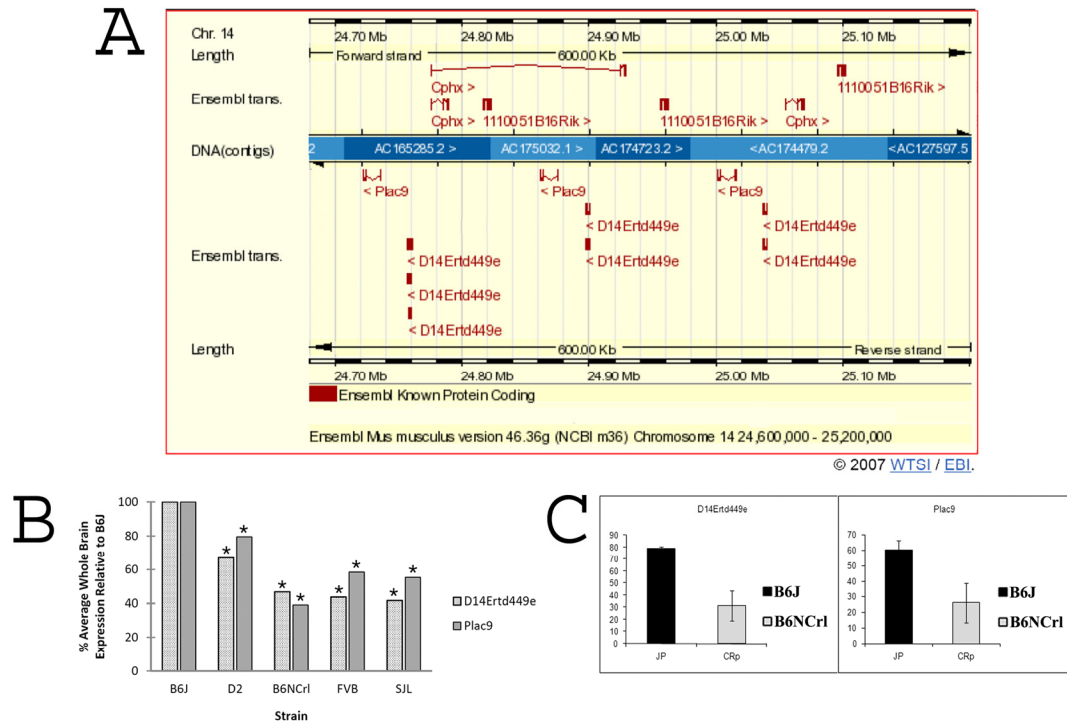 A
Chr. 14
24.70 Mb 24.80 Mb 24.90 Mb 25.00 Mb 25.10 Mb
Length
Forward strand 600.00 Kb
Cphx > 1110051B16Rik >
Ensembl trans.
Cphx > 1110051B16Rik > 1110051B16Rik > Cphx >
DNA(contigs)
2 AC165285.2 > AC175032.1 > AC174723.2 > <AC174479.2 <AC127597.5
< Plac9 < Plac9 < Plac9
< D14Ertd449e < D14Ertd449e
Ensembl trans.
< D14Ertd449e < D14Ertd449e < D14Ertd449e
< D14Ertd449e
< D14Ertd449e
Length
600.00 Kb Reverse strand
24.70 Mb 24.80 Mb 24.90 Mb 25.00 Mb 25.10 Mb
Ensembl Known Protein Coding
Ensembl Mus musculus version 46.36g (NCBI m36) Chromosome 14 24,600,000 - 25,200,000
© 2007 WTSI / EBI.
B
% Average Whole Brain
Expression Relative to B6J
100
80
60
40
20
0
* * * * * * * *
B6J D2 B6NCrl FVB SJL
Strain
D14Ertd449e
Plac9
C
D14Ertd449e
90
80
70
60
50
40
30
20
10
0
JP CRp
B6J
B6NCrl
Plac9
70
60
50
40
30
20
10
0
JP CRp
B6J
B6NCrl